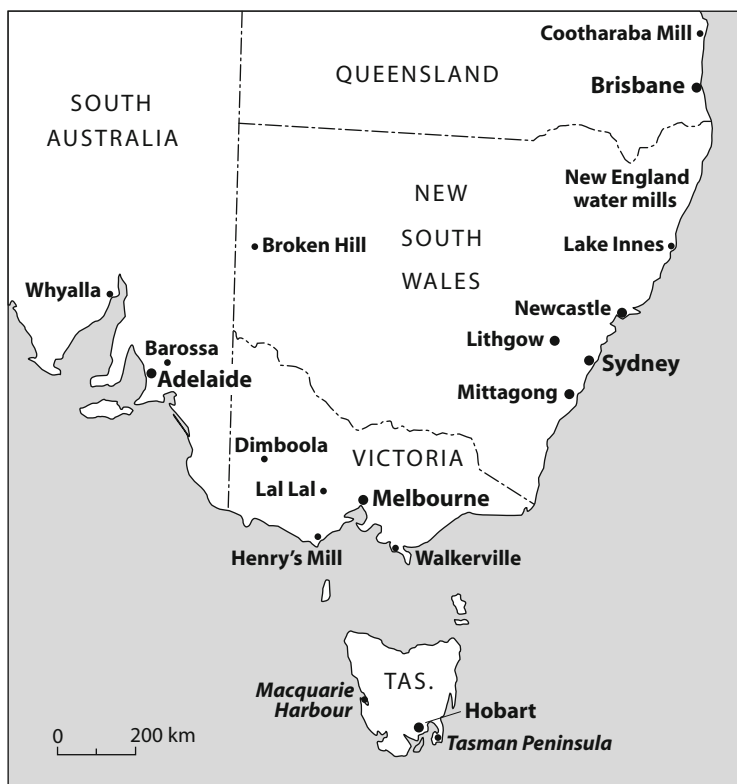 Cootharaba Mill
QUEENSLAND
Brisbane
SOUTH
AUSTRALIA
New England
water mills
NEW
SOUTH
WALES
Broken Hill
Lake Innes
Whyalla
Newcastle
Lithgow
Barossa
Adelaide
Sydney
Mittagong
Dimboola
VICTORIA
Lal Lal
Melbourne
Henry's Mill
Walkerville
TAS.
Macquarie
Harbour
Hobart
Tasman Peninsula
0 200 km